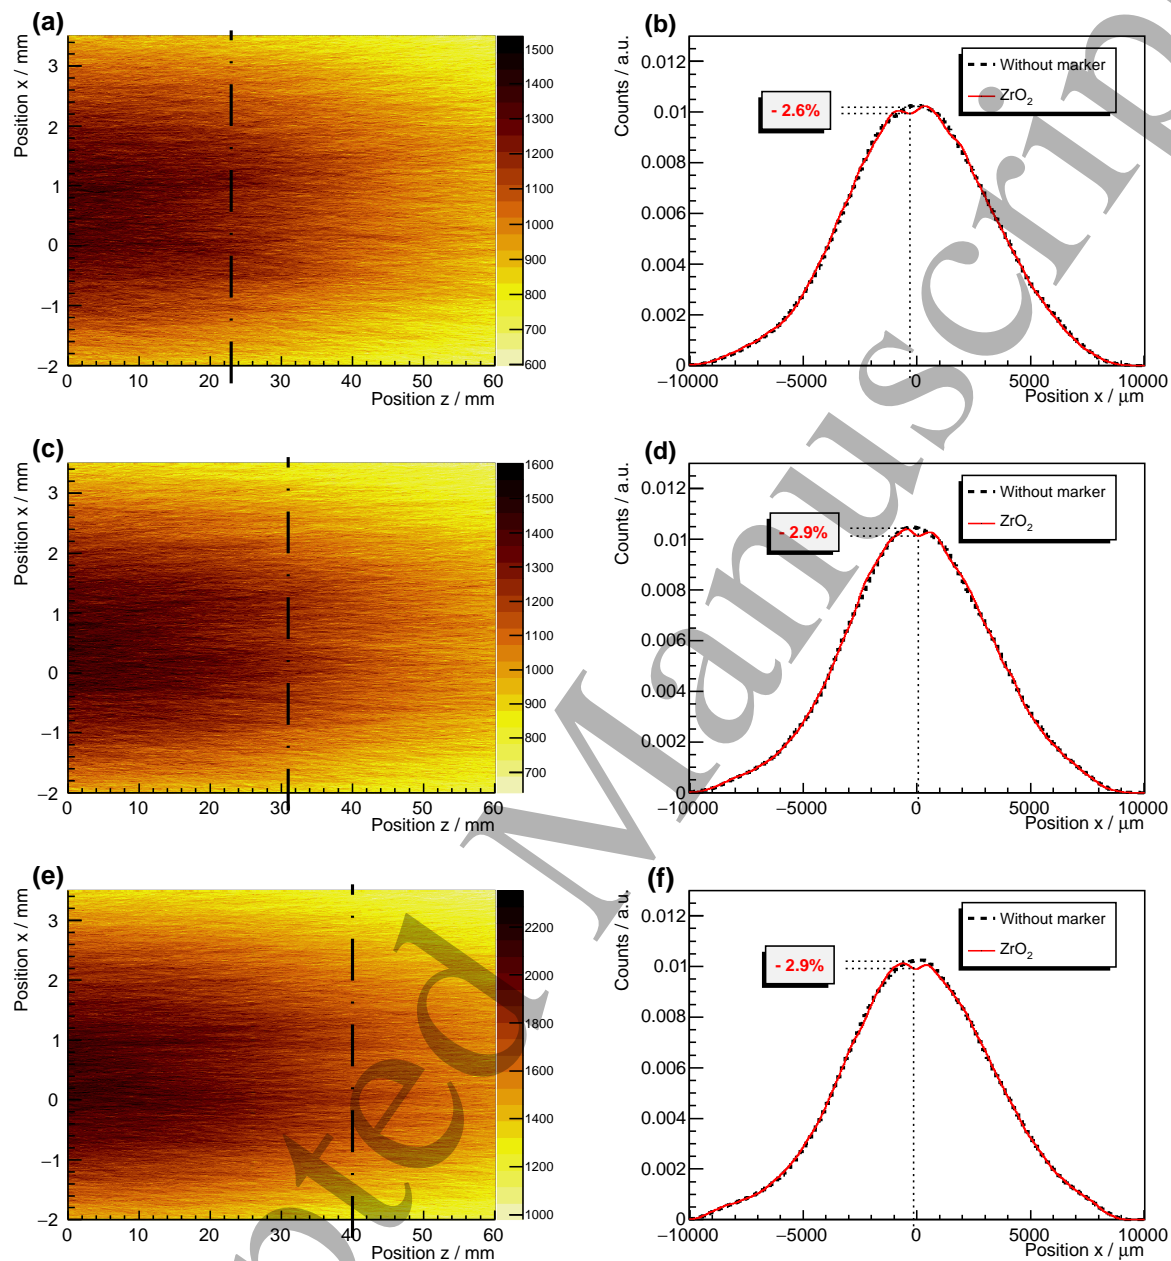 (a)
Position x / mm
3
2
1
0
−1
−2
0 10 20 30 40 50 60
Position z / mm
1500
1400
1300
1200
1100
1000
900
800
700
600
(b)
Counts / a.u.
0.012
0.01
0.008
0.006
0.004
0.002
0
−10000 −5000 0 5000 10000
Position x / μm
Without marker
ZrO2
- 2.6%
(c)
Position x / mm
3
2
1
0
−1
−2
0 10 20 30 40 50 60
Position z / mm
1600
1500
1400
1300
1200
1100
1000
900
800
700
(d)
Counts / a.u.
0.012
0.01
0.008
0.006
0.004
0.002
0
−10000 −5000 0 5000 10000
Position x / μm
Without marker
ZrO2
- 2.9%
(e)
Position x / mm
3
2
1
0
−1
−2
0 10 20 30 40 50 60
Position z / mm
2200
2000
1800
1600
1400
1200
1000
(f)
Counts / a.u.
0.012
0.01
0.008
0.006
0.004
0.002
0
−10000 −5000 0 5000 10000
Position x / μm
Without marker
ZrO2
- 2.9%
pted Manuscrip